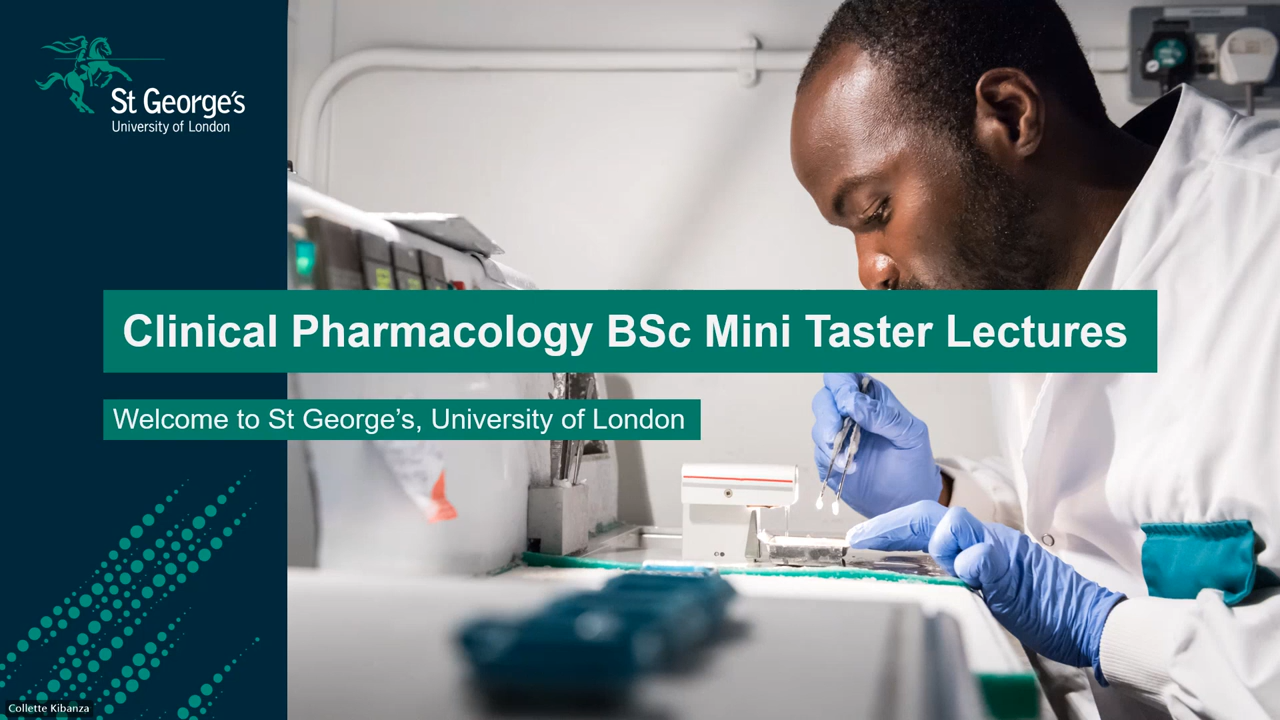 St George's
University of London
Clinical Pharmacology BSc Mini Taster Lectures
Welcome to St George’s, University of London
Collette Kibanza